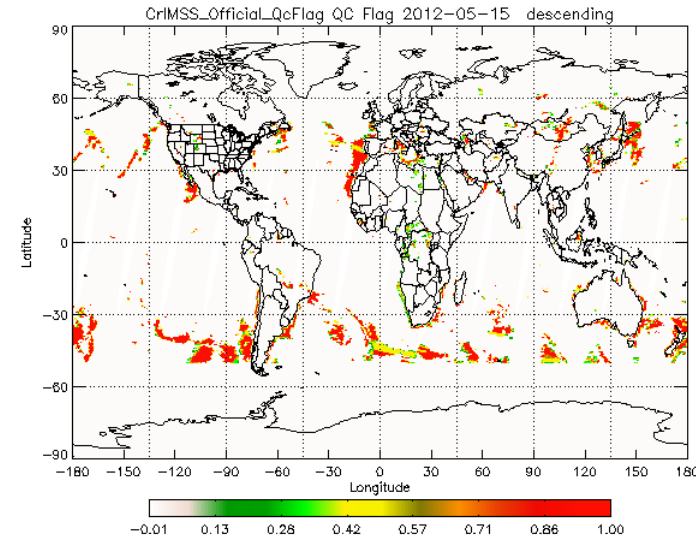 CrIMSS_Official_QcFlag QC Flag 2012-05-15 descending
90
60
30
0
-30
-60
-90
Latitude
-180 -150 -120 -90 -60 -30 0 30 60 90 120 150 180
Longitude
-0.01 0.13 0.28 0.42 0.57 0.71 0.86 1.00